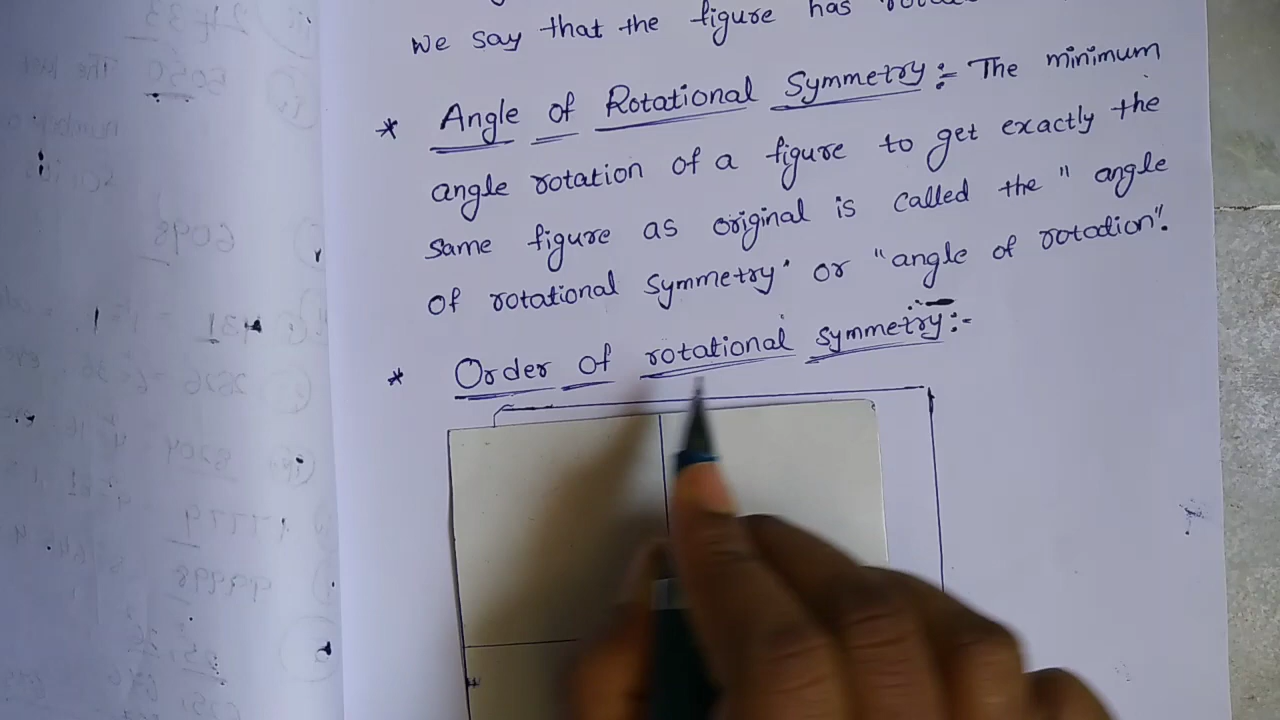 we say that the figure has
* Angle of Rotational Symmetry:- The minimum
angle rotation of a figure to get exactly the
same figure as original is called the " angle
of rotational symmetry" or "angle of rotation".
* Order of rotational symmetry:-